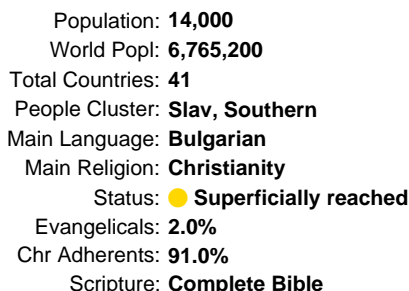 Population: 14,000
World Popl: 6,765,200
Total Countries: 41
People Cluster: Slav, Southern
Main Language: Bulgarian
Main Religion: Christianity
Status: Superficially reached
Evangelicals: 2.0%
Chr Adherents: 91.0%
Scripture: Complete Bible